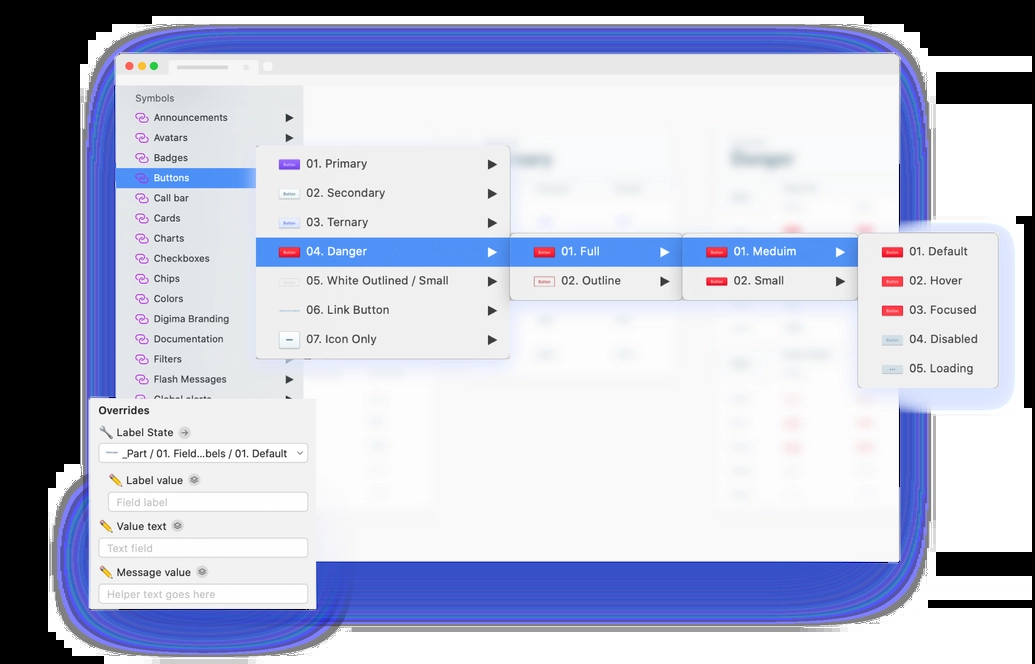 Symbols
Announcements
Avatars
Badges
Buttons
Call bar
Cards
Charts
Checkboxes
Chips
Colors
Digima Branding
Documentation
Filters
Flash Messages
Global alerts
01. Primary
02. Secondary
03. Ternary
04. Danger
05. White Outlined / Small
06. Link Button
07. Icon Only
01. Full
02. Outline
01. Meduim
02. Small
01. Default
02. Hover
03. Focused
04. Disabled
05. Loading
Danger
Overrides
Label State
_Part / 01. Field...bels / 01. Default
Label value
Field label
Value text
Text field
Message value
Helper text goes here